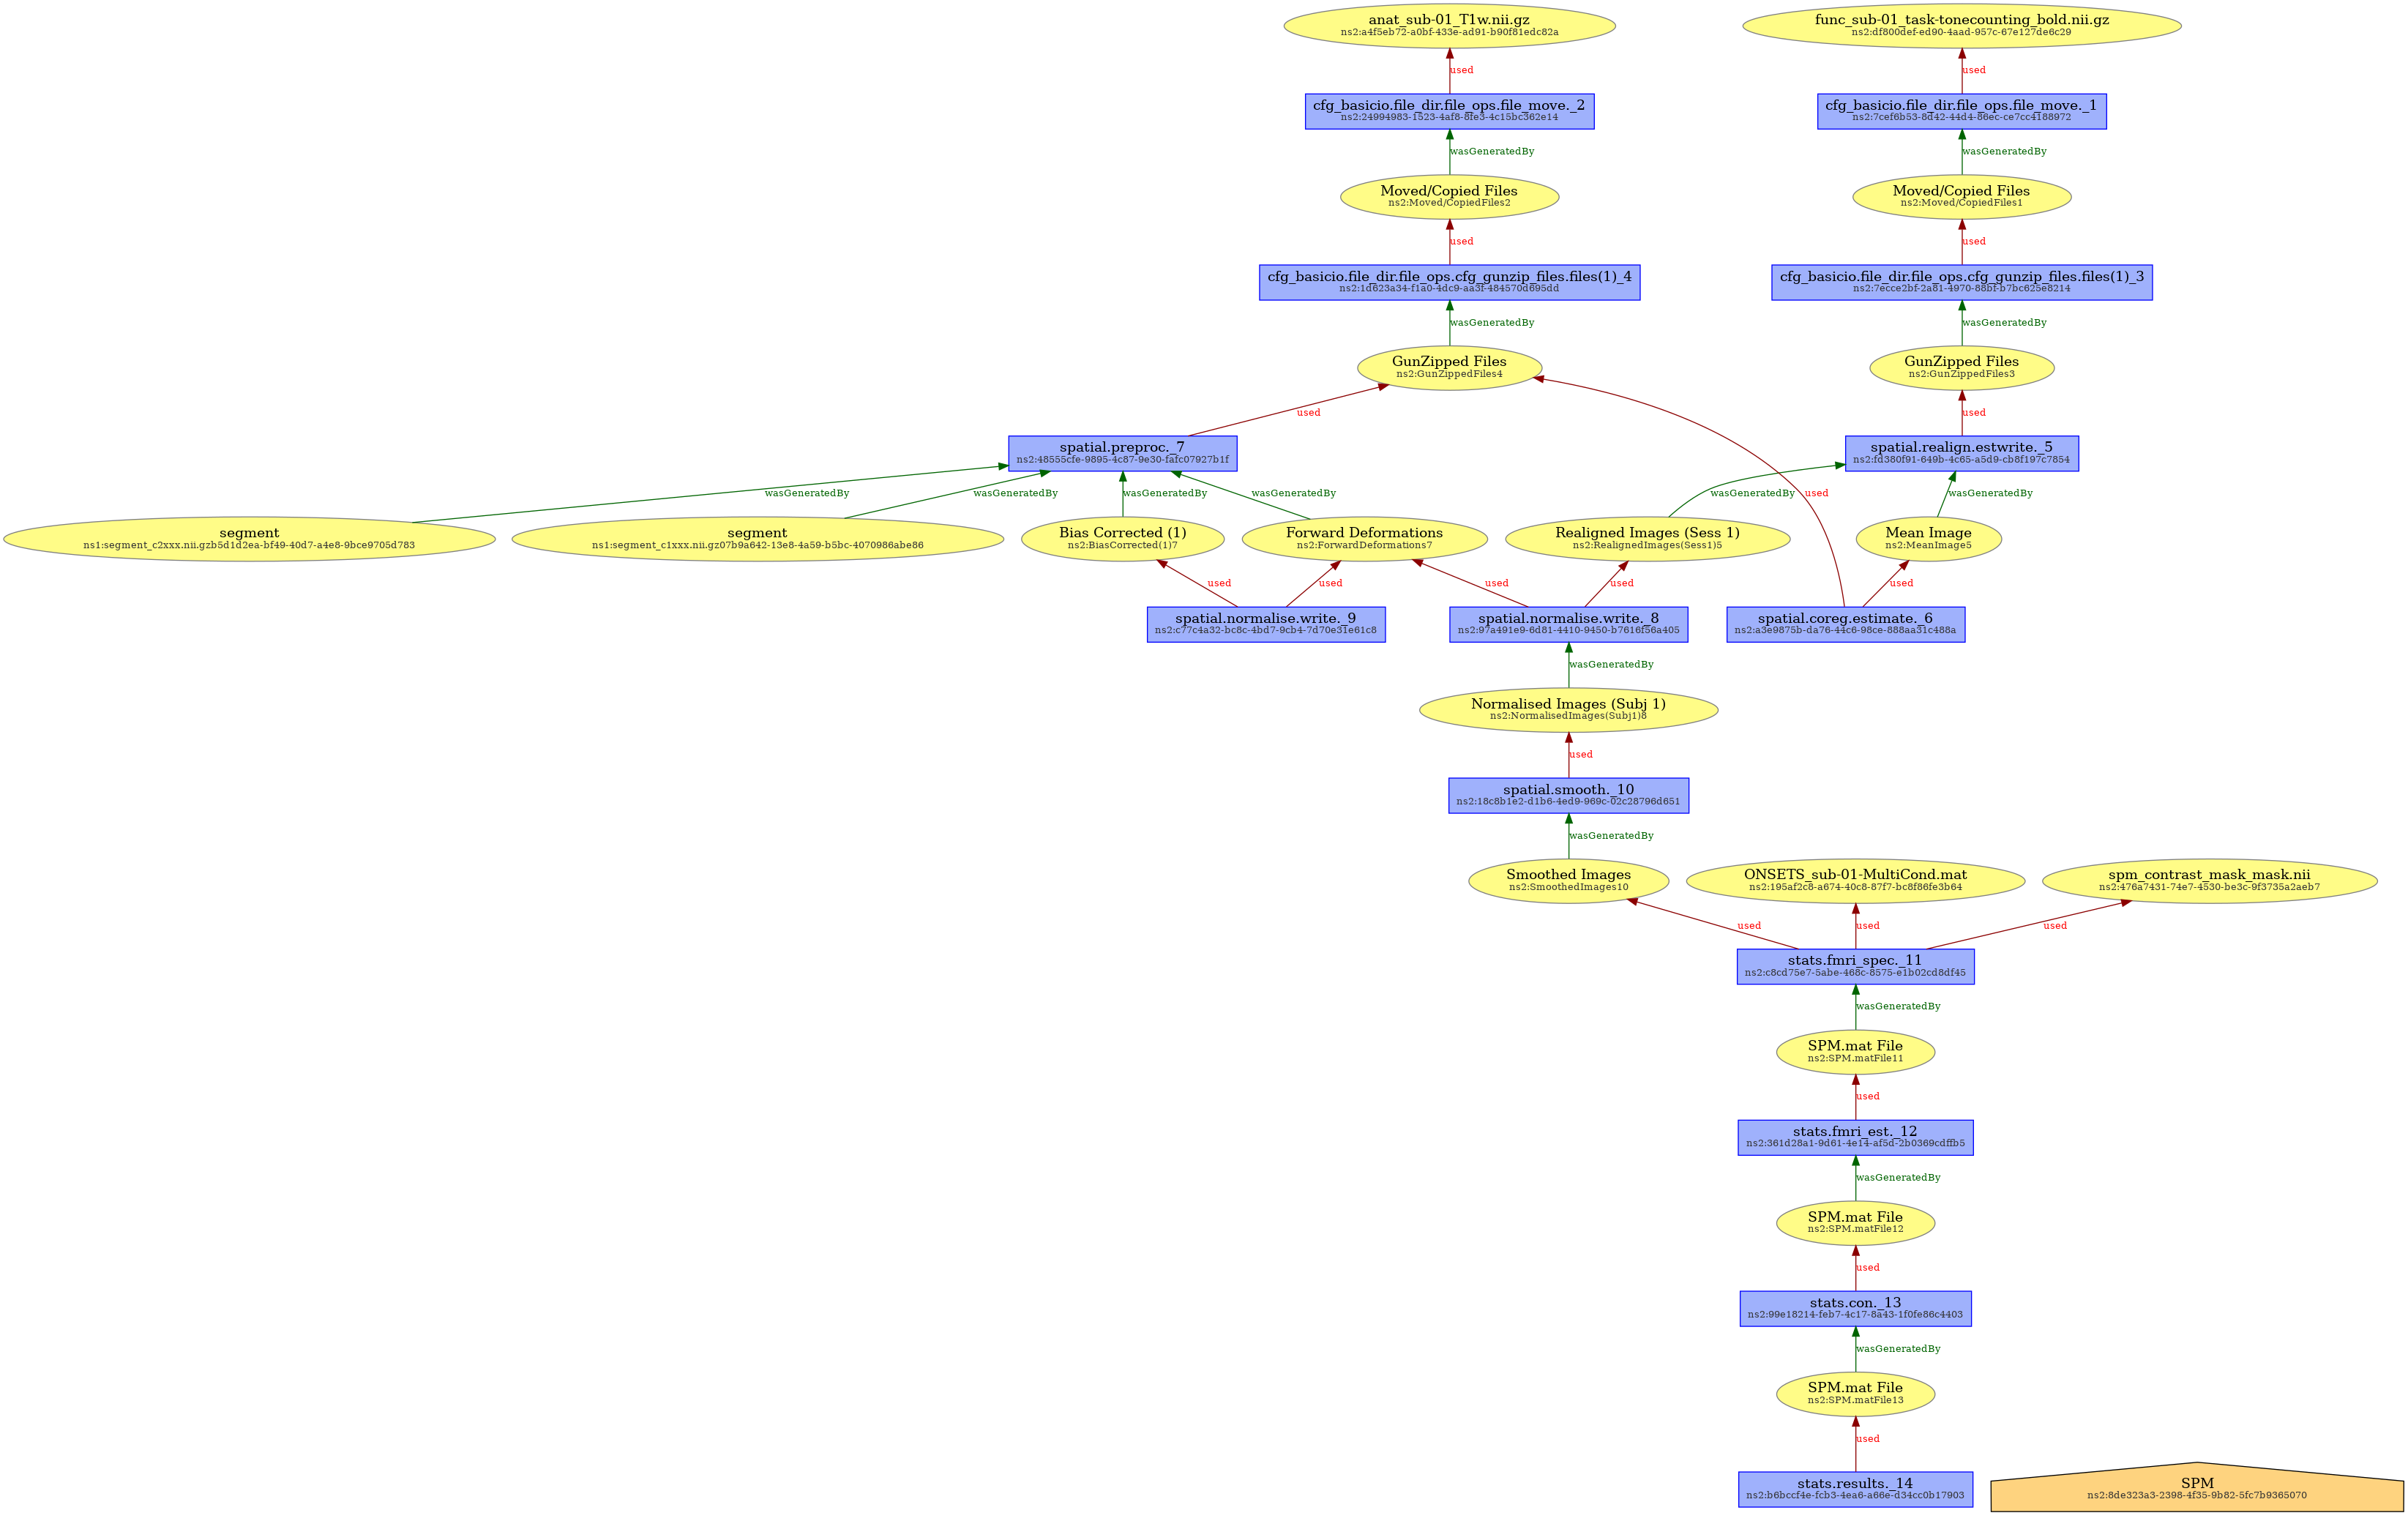 anat_sub-01_T1w.nii.gz
ns2:a4f5eb72-a0bf-433e-ad91-b90f81edc82a
func_sub-01_task-tonecounting_bold.nii.gz
ns2:df800def-ed90-4aad-957c-67e127de6c29
used
used
cfg_basicio.file_dir.file_ops.file_move._2
ns2:24994983-1523-4af8-8fe3-4c15bc362e14
cfg_basicio.file_dir.file_ops.file_move._1
ns2:7cef6b53-8d42-44d4-86ec-ce7cc4188972
wasGeneratedBy
wasGeneratedBy
Moved/Copied Files
ns2:Moved/CopiedFiles2
Moved/Copied Files
ns2:Moved/CopiedFiles1
used
used
cfg_basicio.file_dir.file_ops.cfg_gunzip_files.files(1)_4
ns2:1d623a34-f1a0-4dc9-aa3f-484570d695dd
cfg_basicio.file_dir.file_ops.cfg_gunzip_files.files(1)_3
ns2:7ecce2bf-2a81-4970-88bf-b7bc625e8214
wasGeneratedBy
wasGeneratedBy
GunZipped Files
ns2:GunZippedFiles4
GunZipped Files
ns2:GunZippedFiles3
used
used
spatial.preproc._7
ns2:48555cfe-9895-4c87-9e30-fafc07927b1f
spatial.realign.estwrite._5
ns2:fd380f91-649b-4c65-a5d9-cb8f197c7854
wasGeneratedBy
wasGeneratedBy
wasGeneratedBy
wasGeneratedBy
wasGeneratedBy
used
wasGeneratedBy
segment
ns1:segment_c2xxx.nii.gzb5d1d2ea-bf49-40d7-a4e8-9bce9705d783
segment
ns1:segment_c1xxx.nii.gz07b9a642-13e8-4a59-b5bc-4070986abe86
Bias Corrected (1)
ns2:BiasCorrected(1)7
Forward Deformations
ns2:ForwardDeformations7
Realigned Images (Sess 1)
ns2:RealignedImages(Sess1)5
Mean Image
ns2:MeanImage5
used
used
used
used
used
spatial.normalise.write._9
ns2:c77c4a32-bc8c-4bd7-9cb4-7d70e31e61c8
spatial.normalise.write._8
ns2:97a491e9-6d81-4410-9450-b7616f56a405
spatial.coreg.estimate._6
ns2:a3e9875b-da76-44c6-98ce-888aa31c488a
wasGeneratedBy
Normalised Images (Subj 1)
ns2:NormalisedImages(Subj1)8
used
spatial.smooth._10
ns2:18c8b1e2-d1b6-4ed9-969c-02c28796d651
wasGeneratedBy
Smoothed Images
ns2:SmoothedImages10
ONSETS_sub-01-MultiCond.mat
ns2:195af2c8-a674-40c8-87f7-bc8f86fe3b64
spm_contrast_mask_mask.nii
ns2:476a7431-74e7-4530-be3c-9f3735a2aeb7
used
used
used
stats.fmri_spec._11
ns2:c8cd75e7-5abe-468c-8575-e1b02cd8df45
wasGeneratedBy
SPM.mat File
ns2:SPM.matFile11
used
stats.fmri_est._12
ns2:361d28a1-9d61-4e14-af5d-2b0369cdffb5
wasGeneratedBy
SPM.mat File
ns2:SPM.matFile12
used
stats.con._13
ns2:99e18214-feb7-4c17-8a43-1f0fe86c4403
wasGeneratedBy
SPM.mat File
ns2:SPM.matFile13
used
stats.results._14
ns2:b6bccf4e-fcb3-4ea6-a66e-d34cc0b17903
SPM
ns2:8de323a3-2398-4f35-9b82-5fc7b9365070